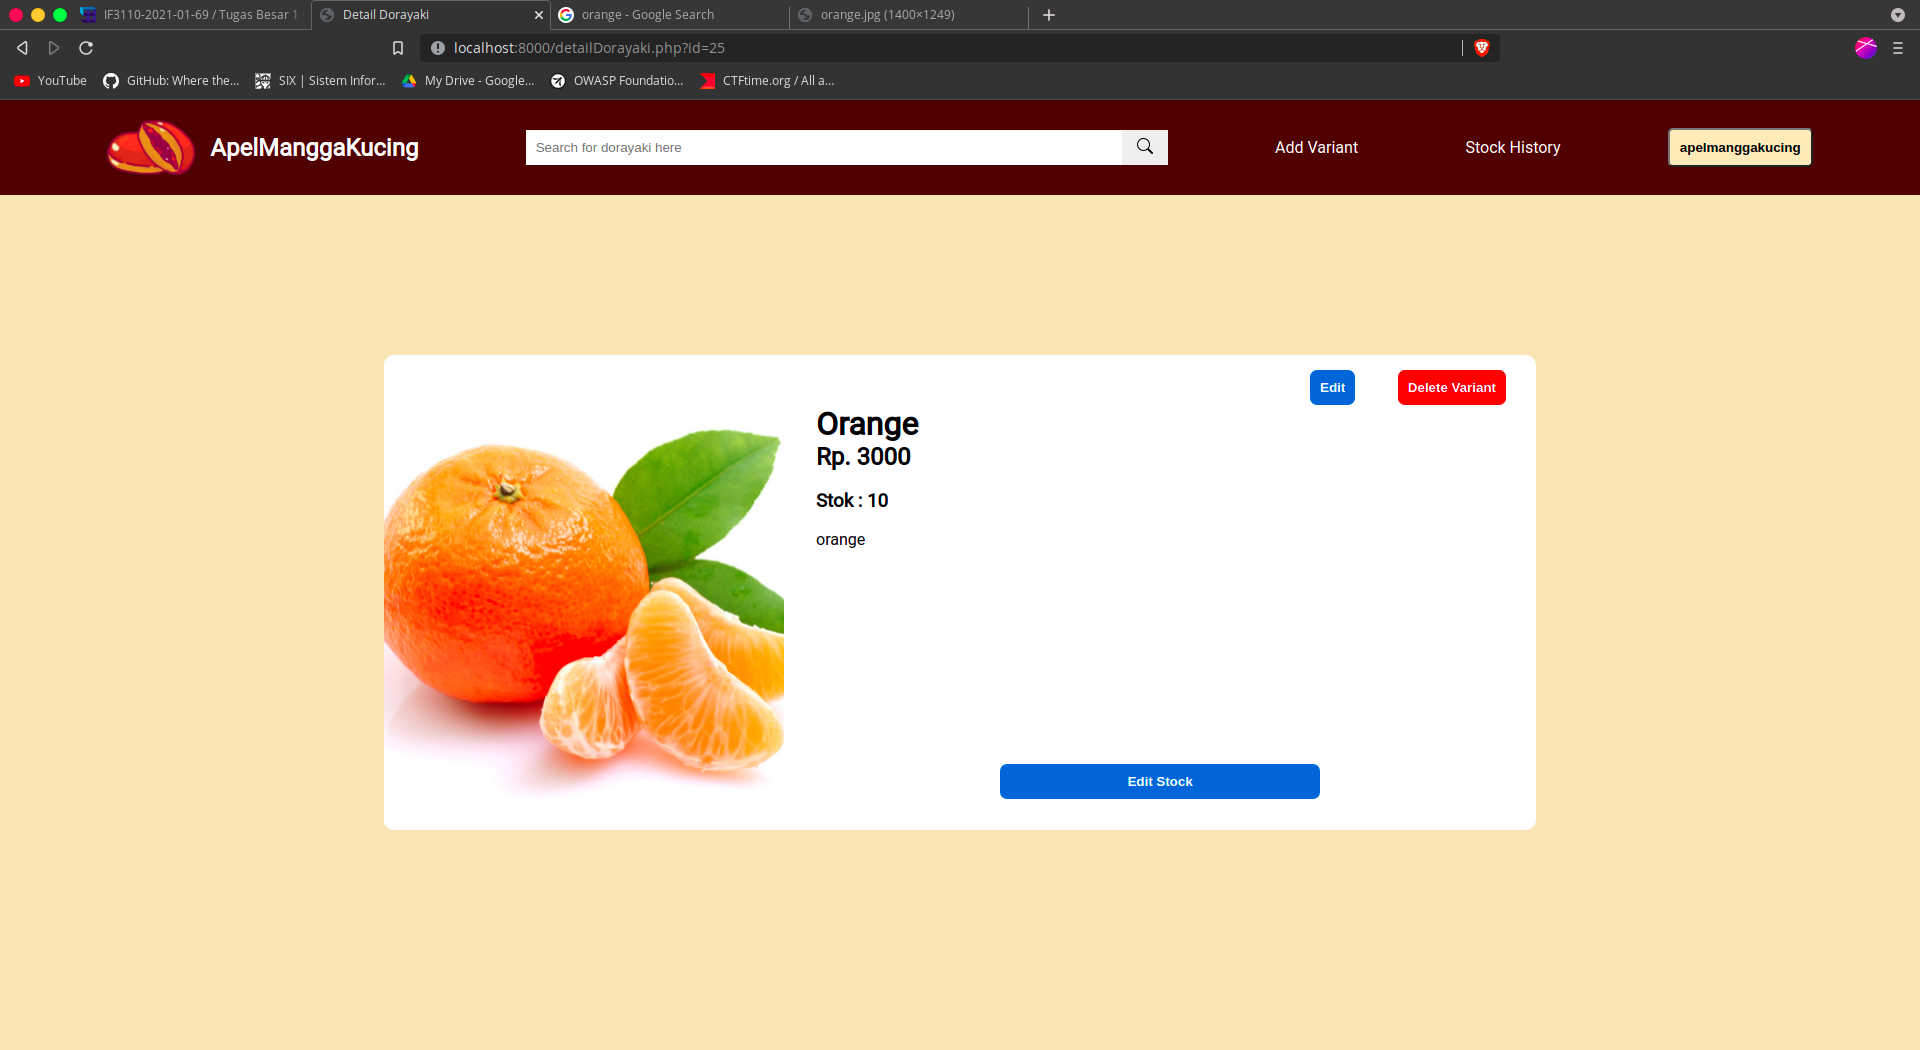 IF3110-2021-01-69 / Tugas Besar 1
Detail Dorayaki
orange - Google Search
orange.jpg (1400×1249)
localhost:8000/detailDorayaki.php?id=25
YouTube
GitHub: Where the...
SIX | Sistem Infor...
My Drive - Google...
OWASP Foundatio...
CTFtime.org / All a...
ApelManggaKucing
Search for dorayaki here
Add Variant
Stock History
apelmanggakucing
Edit
Delete Variant
Orange
Rp. 3000
Stok : 10
orange
Edit Stock